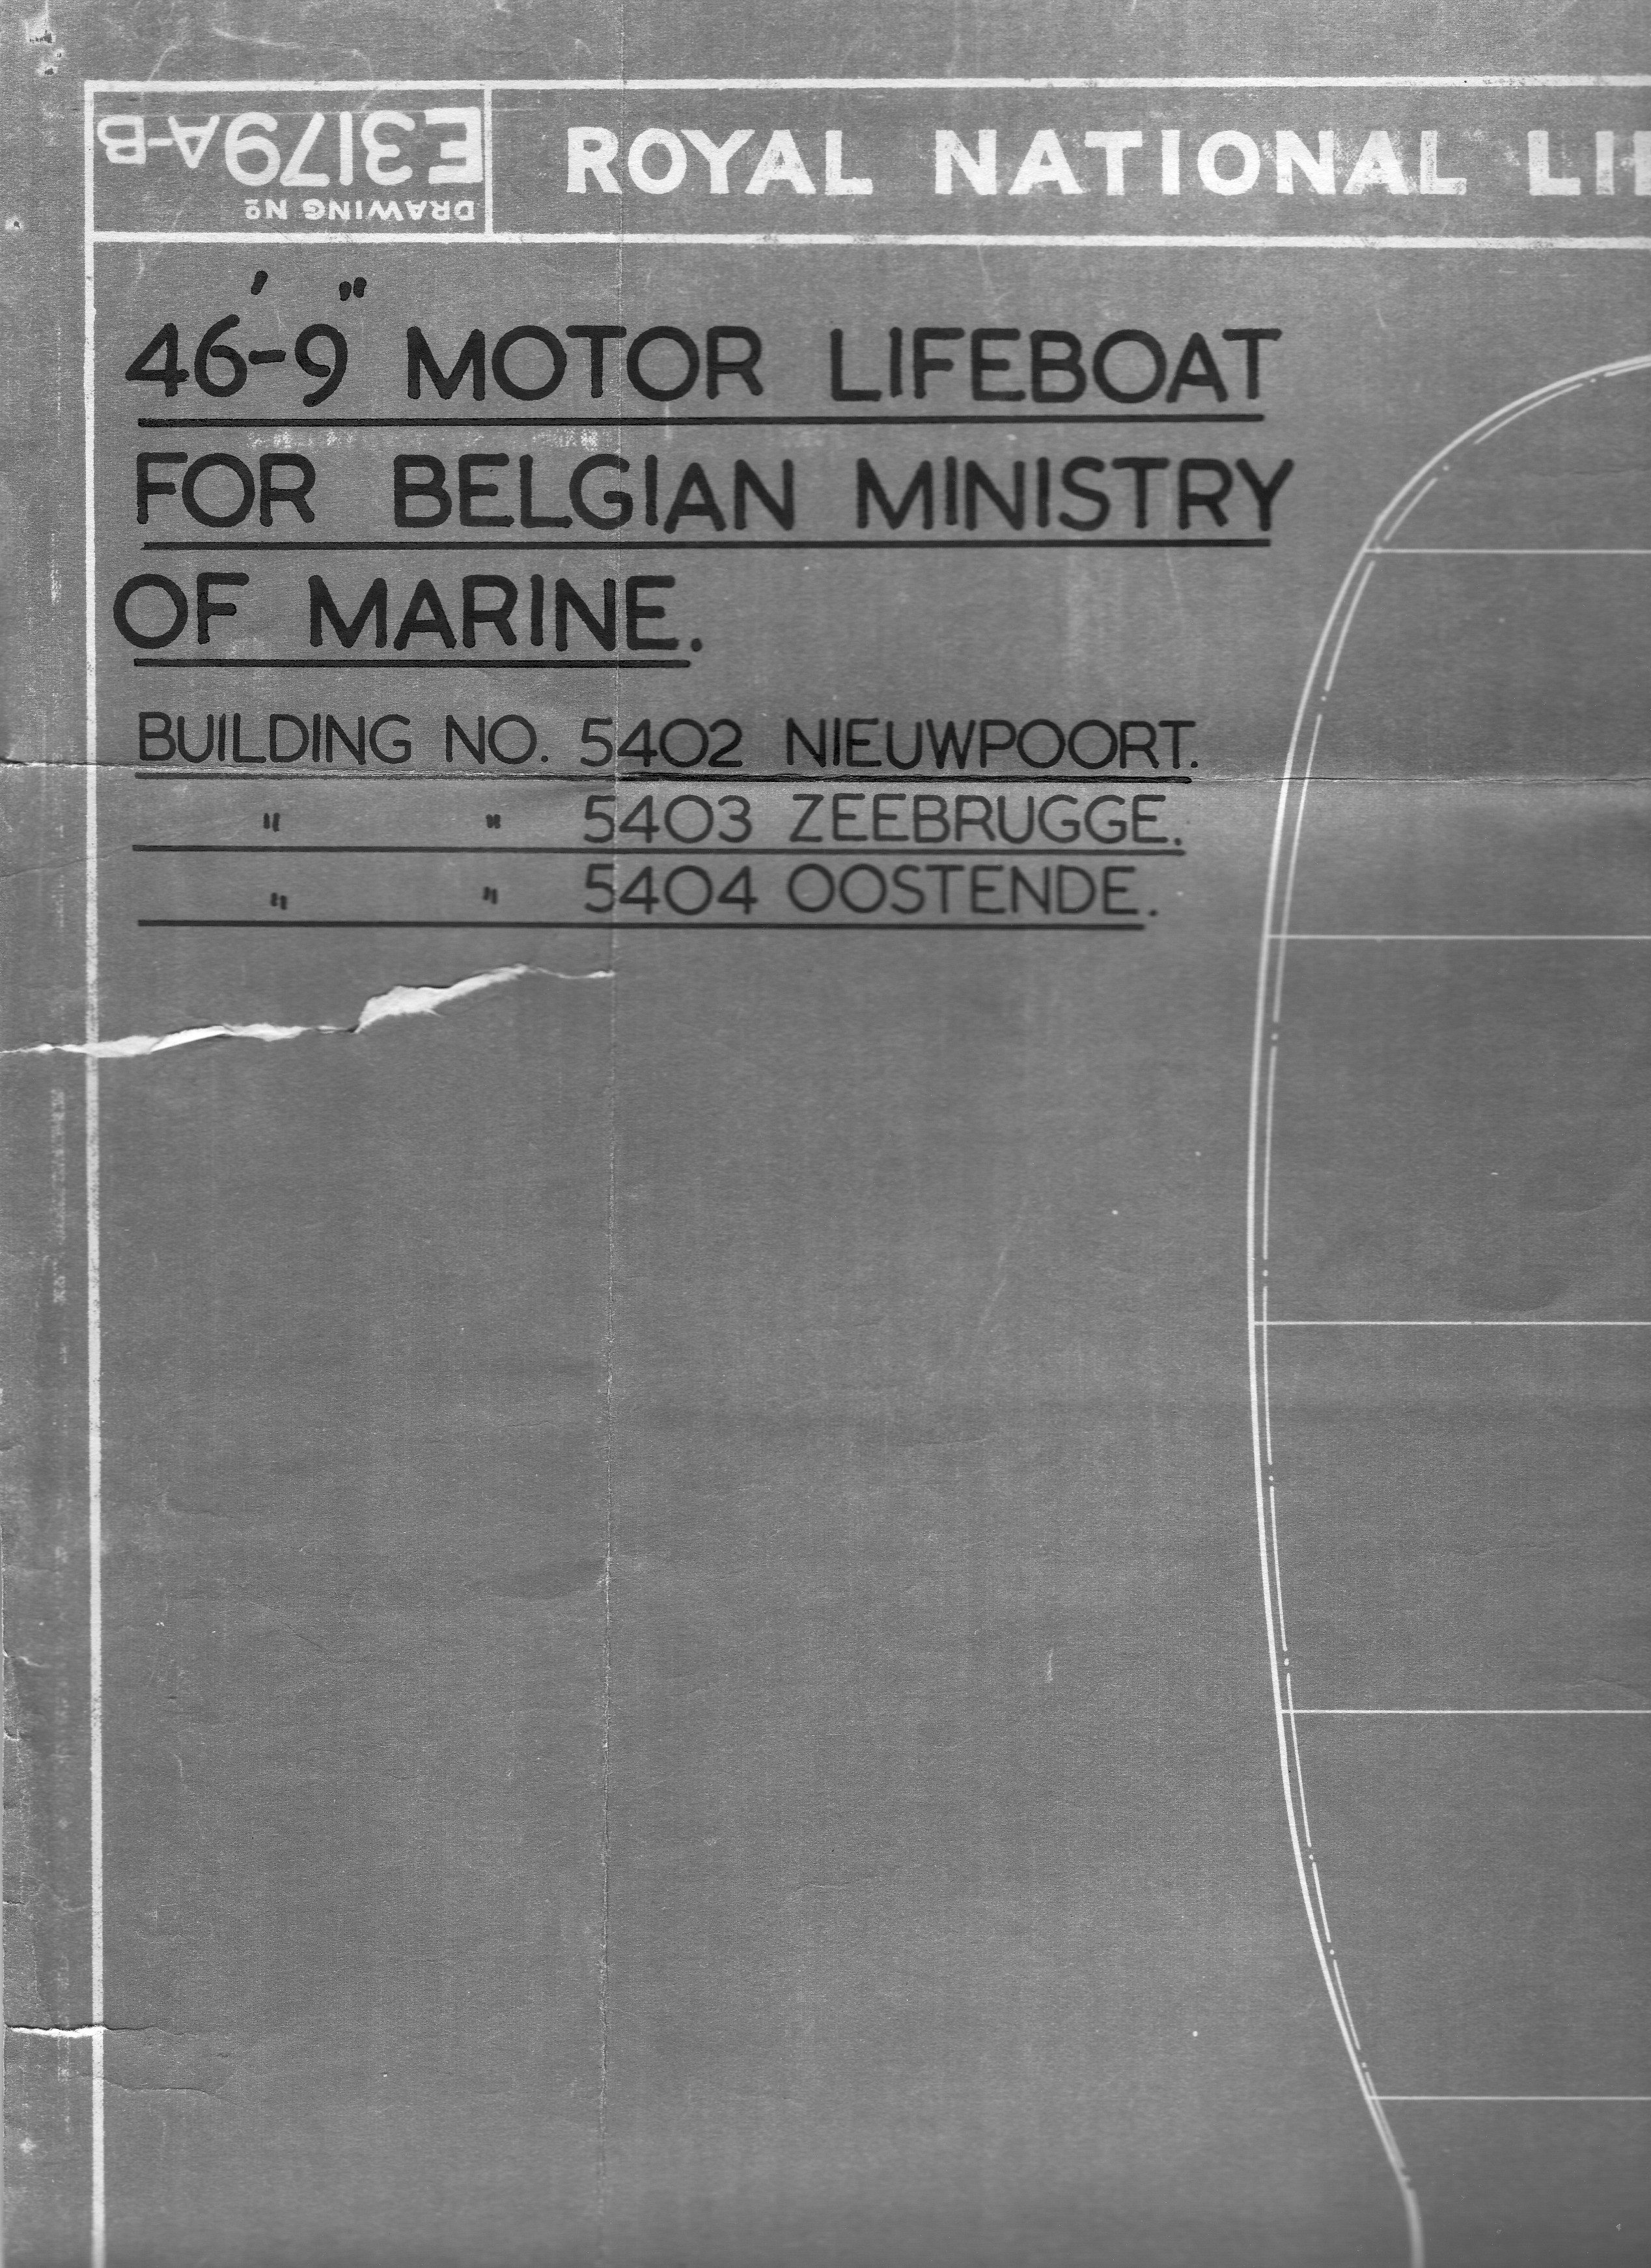 E3179A-B
DRAWING Nº
ROYAL NATIONAL
46'-9" MOTOR LIFEBOAT
FOR BELGIAN MINISTRY
OF MARINE.
BUILDING NO. 5402 NIEUWPOORT.
" " 5403 ZEEBRUGGE.
" " 5404 OOSTENDE.